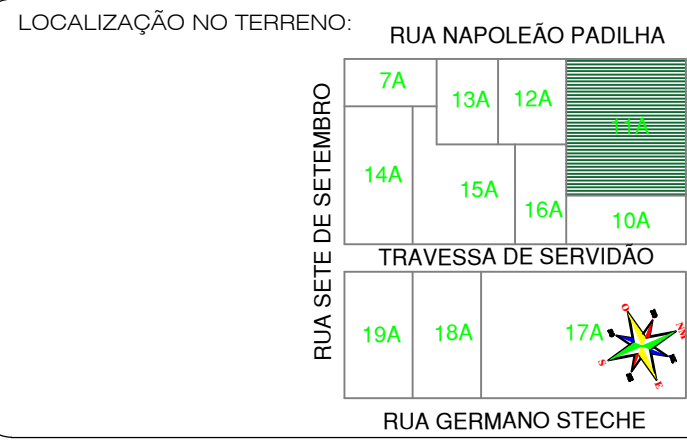 LOCALIZAÇÃO NO TERRENO:
RUA NAPOLEÃO PADILHA
RUA SETE DE SETEMBRO
7A
13A
12A
11A
14A
15A
16A
10A
TRAVESSA DE SERVIDÃO
19A
18A
17A
O
NM
S
E
RUA GERMANO STECHE